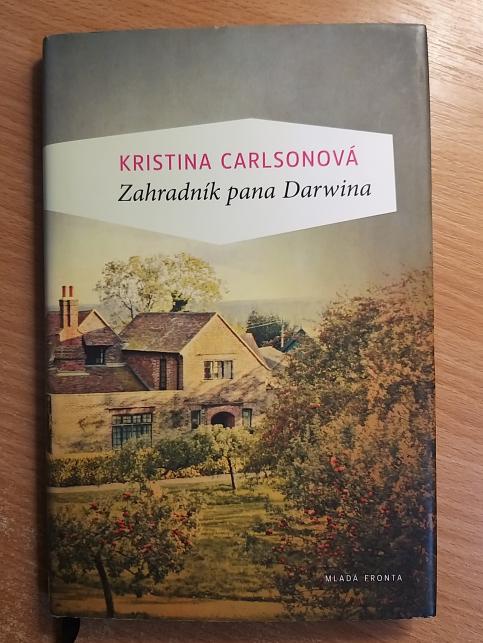 KRISTINA CARLSONOVÁ
Zahradník pana Darwina
MLADÁ FRONTA